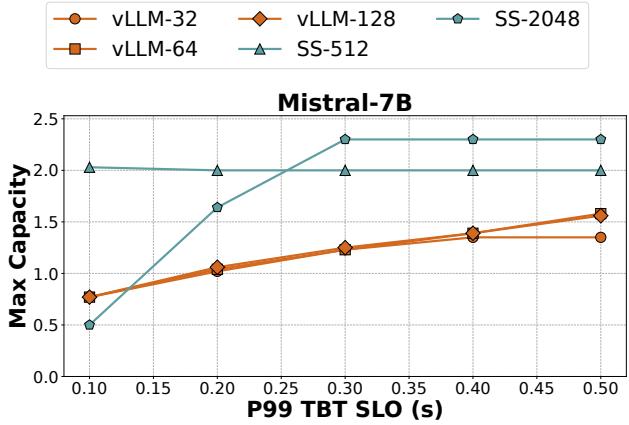 vLLM-32 vLLM-128 SS-2048
vLLM-64 SS-512
Mistral-7B
2.5
2.0
1.5
1.0
0.5
0.0
Max Capacity
0.10 0.15 0.20 0.25 0.30 0.35 0.40 0.45 0.50
P99 TBT SLO (s)